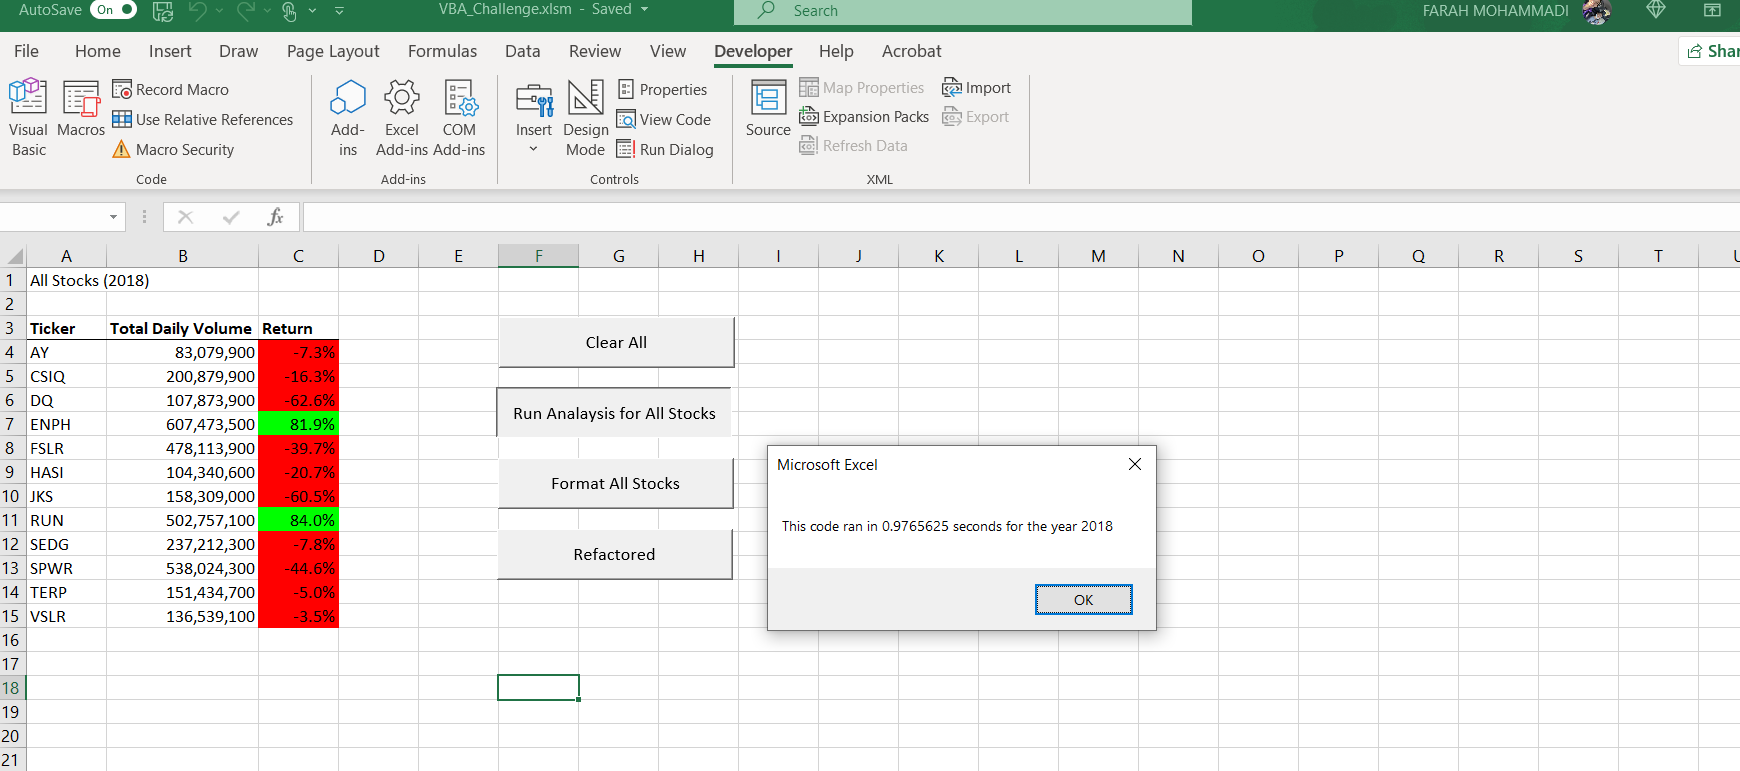 AutoSave On VBA_Challenge.xlsm - Saved Search FARAH MOHAMMADI
File Home Insert Draw Page Layout Formulas Data Review View Developer Help Acrobat
Visual Basic
Macros
Record Macro
Use Relative References
Macro Security
Code
Add-ins
Excel Add-ins
COM Add-ins
Add-ins
Insert
Design Mode
Properties
View Code
Run Dialog
Controls
Source
Map Properties
Expansion Packs
Refresh Data
Import
Export
XML
fx
A B C D E F G H I J K L M N O P Q R S T
1 All Stocks (2018)
2
3 Ticker Total Daily Volume Return
4 AY 83,079,900 -7.3%
5 CSIQ 200,879,900 -16.3%
6 DQ 107,873,900 -62.6%
7 ENPH 607,473,500 81.9%
8 FSLR 478,113,900 -39.7%
9 HASI 104,340,600 -20.7%
10 JKS 158,309,000 -60.5%
11 RUN 502,757,100 84.0%
12 SEDG 237,212,300 -7.8%
13 SPWR 538,024,300 -44.6%
14 TERP 151,434,700 -5.0%
15 VSLR 136,539,100 -3.5%
16
17
18
19
20
21
Clear All
Run Analaysis for All Stocks
Format All Stocks
Refactored
Microsoft Excel
This code ran in 0.9765625 seconds for the year 2018
OK